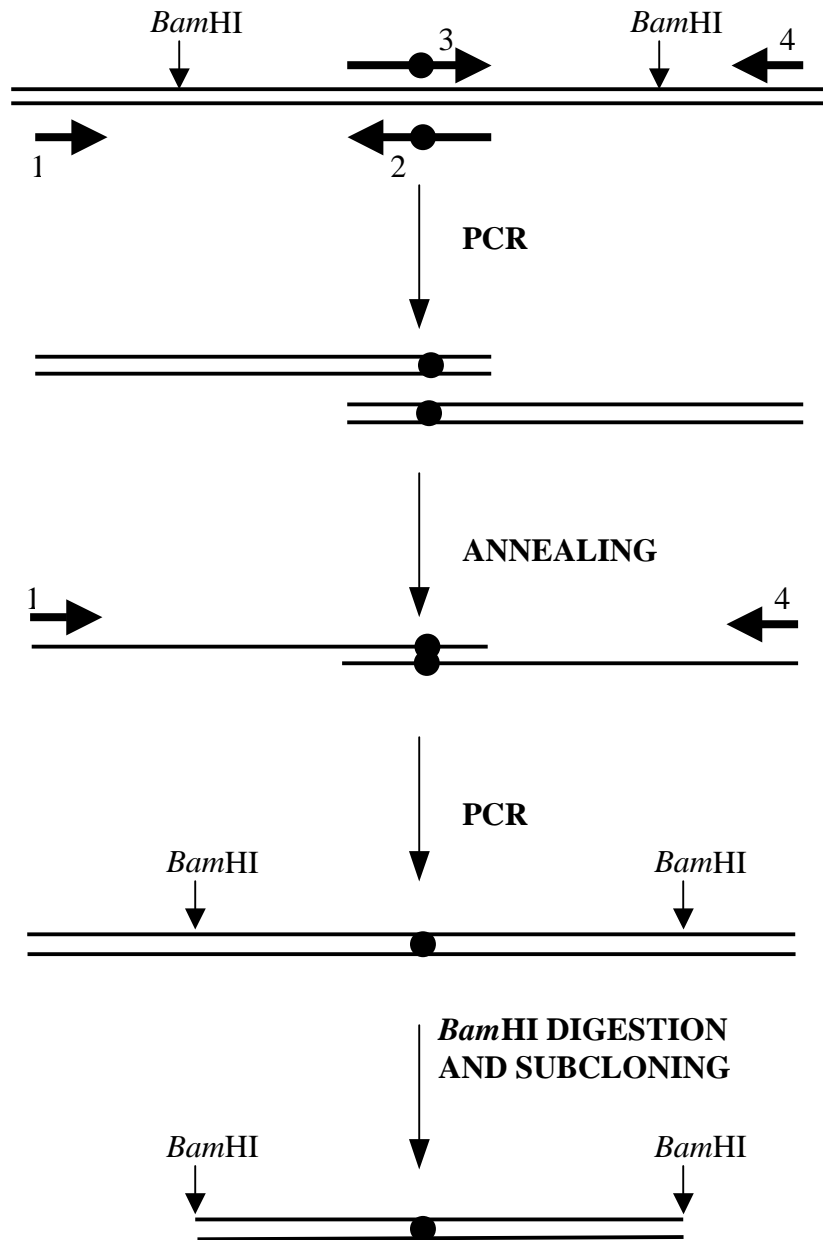 BamHI 3 BamHI 4
1 2
PCR
ANNEALING
1 4
PCR
BamHI BamHI
BamHI DIGESTION
AND SUBCLONING
BamHI BamHI